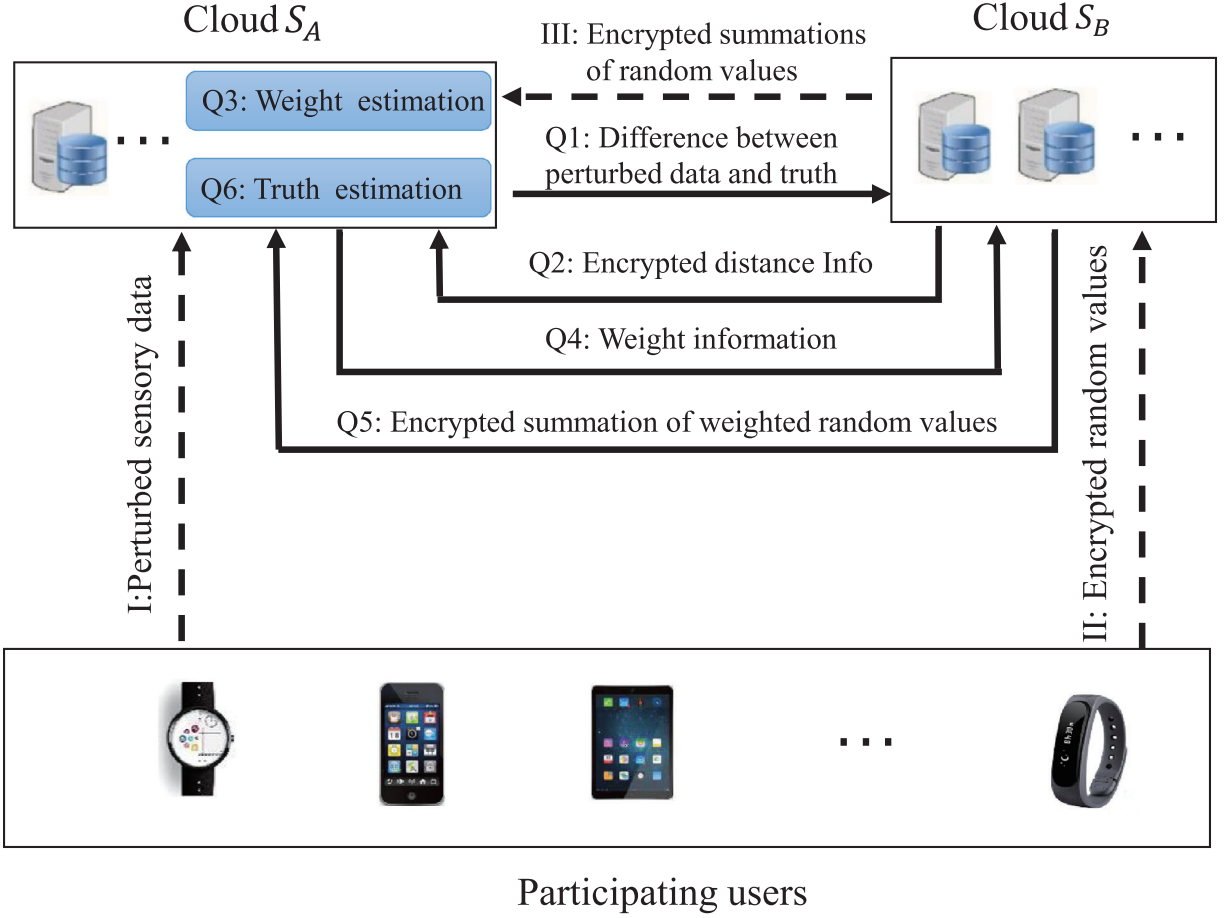 Cloud S_A
Cloud S_B
III: Encrypted summations
of random values
Q3: Weight estimation
Q1: Difference between
perturbed data and truth
Q6: Truth estimation
Q2: Encrypted distance Info
Q4: Weight information
Q5: Encrypted summation of weighted random values
I:Perturbed sensory data
II: Encrypted random values
Participating users